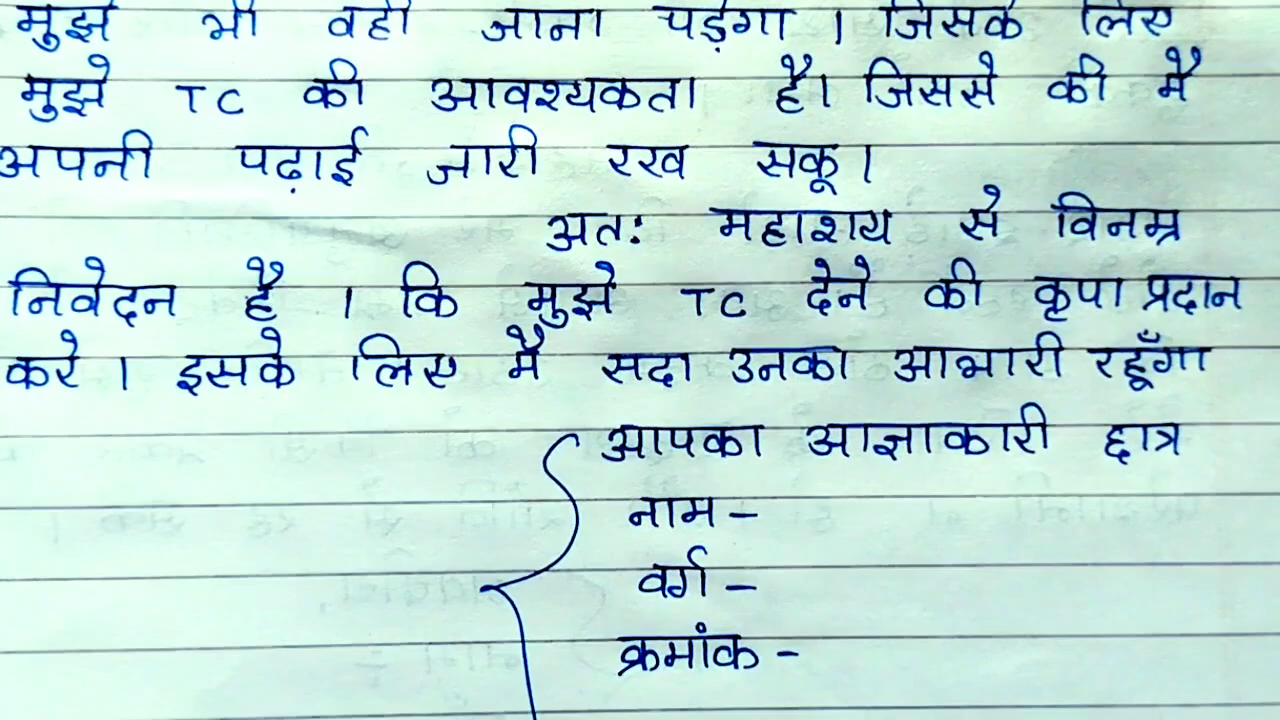 मुझे भी वहाँ जाना पड़ेगा । जिसके लिए
मुझे TC की आवश्यकता है। जिससे की मै
अपनी पढ़ाई जारी रख सकू।
अतः महाशय से विनम्र
निवेदन है । कि मुझे TC देने की कृपा प्रदान
करे । इसके लिए मै सदा उनका आभारी रहूँगा
आपका आज्ञाकारी छात्र
नाम -
वर्ग -
क्रमांक -